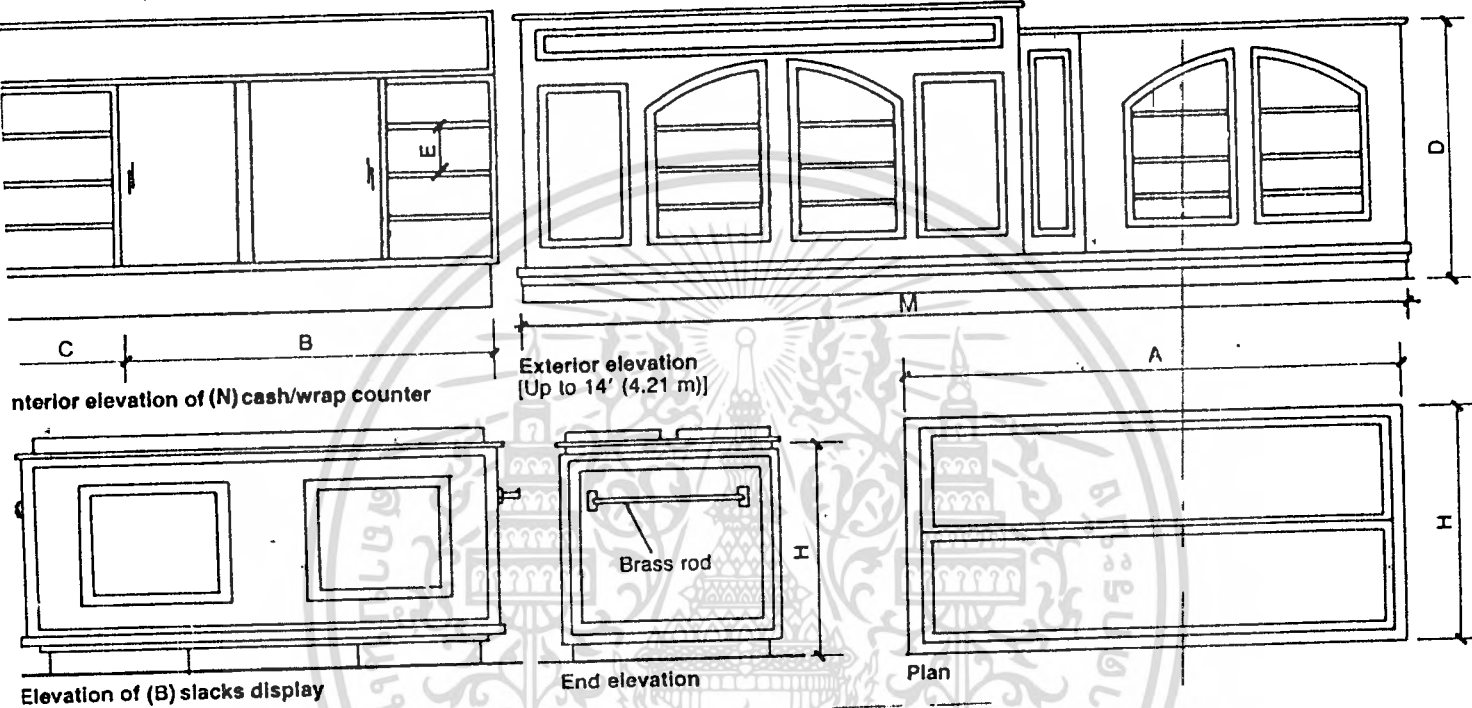 E
D
C
B
M
A
nterior elevation of (N) cash/wrap counter
Exterior elevation
[Up to 14' (4.21 m)]
Brass rod
H
H
Elevation of (B) slacks display
End elevation
Plan